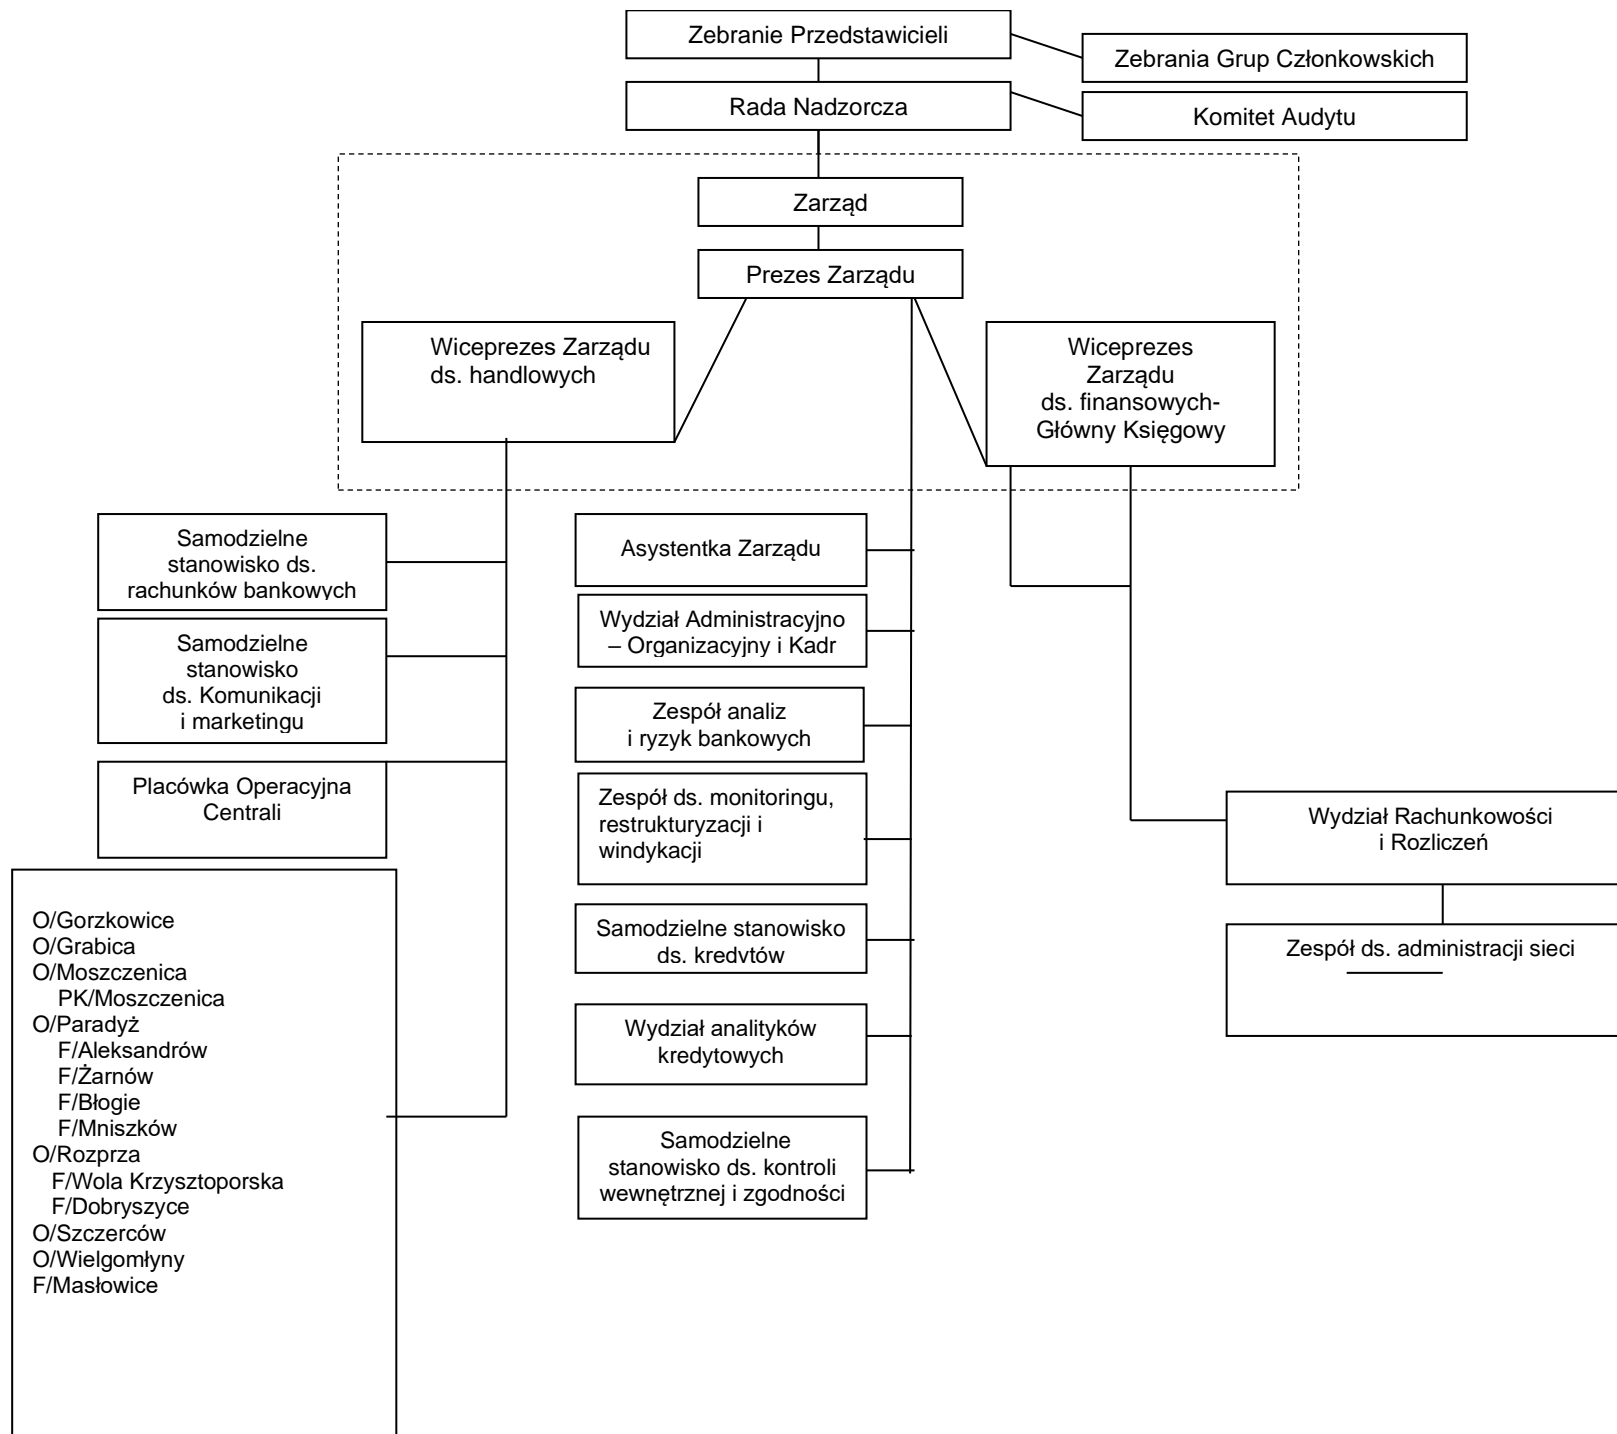 Zebranie Przedstawicieli
Zebrania Grup Członkowskich
Rada Nadzorcza
Komitet Audytu
Zarząd
Prezes Zarządu
Wiceprezes Zarządu
ds. handlowych
Wiceprezes
Zarządu
ds. finansowych-
Główny Księgowy
Samodzielne
stanowisko ds.
rachunków bankowych
Samodzielne
stanowisko
ds. Komunikacji
i marketingu
Placówka Operacyjna
Centrali
O/Gorzkowice
O/Grabica
O/Moszczenica
PK/Moszczenica
O/Paradyż
F/Aleksandrów
F/Żarnów
F/Błogie
F/Mniszków
O/Rozprza
F/Wola Krzysztoporska
F/Dobryszyce
O/Szczerców
O/Wielgomłyny
F/Masłowice
Asystentka Zarządu
Wydział Administracyjno
– Organizacyjny i Kadr
Zespół analiz
i ryzyk bankowych
Zespół ds. monitoringu,
restrukturyzacji i
windykacji
Samodzielne stanowisko
ds. kredytów
Wydział analityków
kredytowych
Samodzielne
stanowisko ds. kontroli
wewnętrznej i zgodności
Wydział Rachunkowości
i Rozliczeń
Zespół ds. administracji sieci